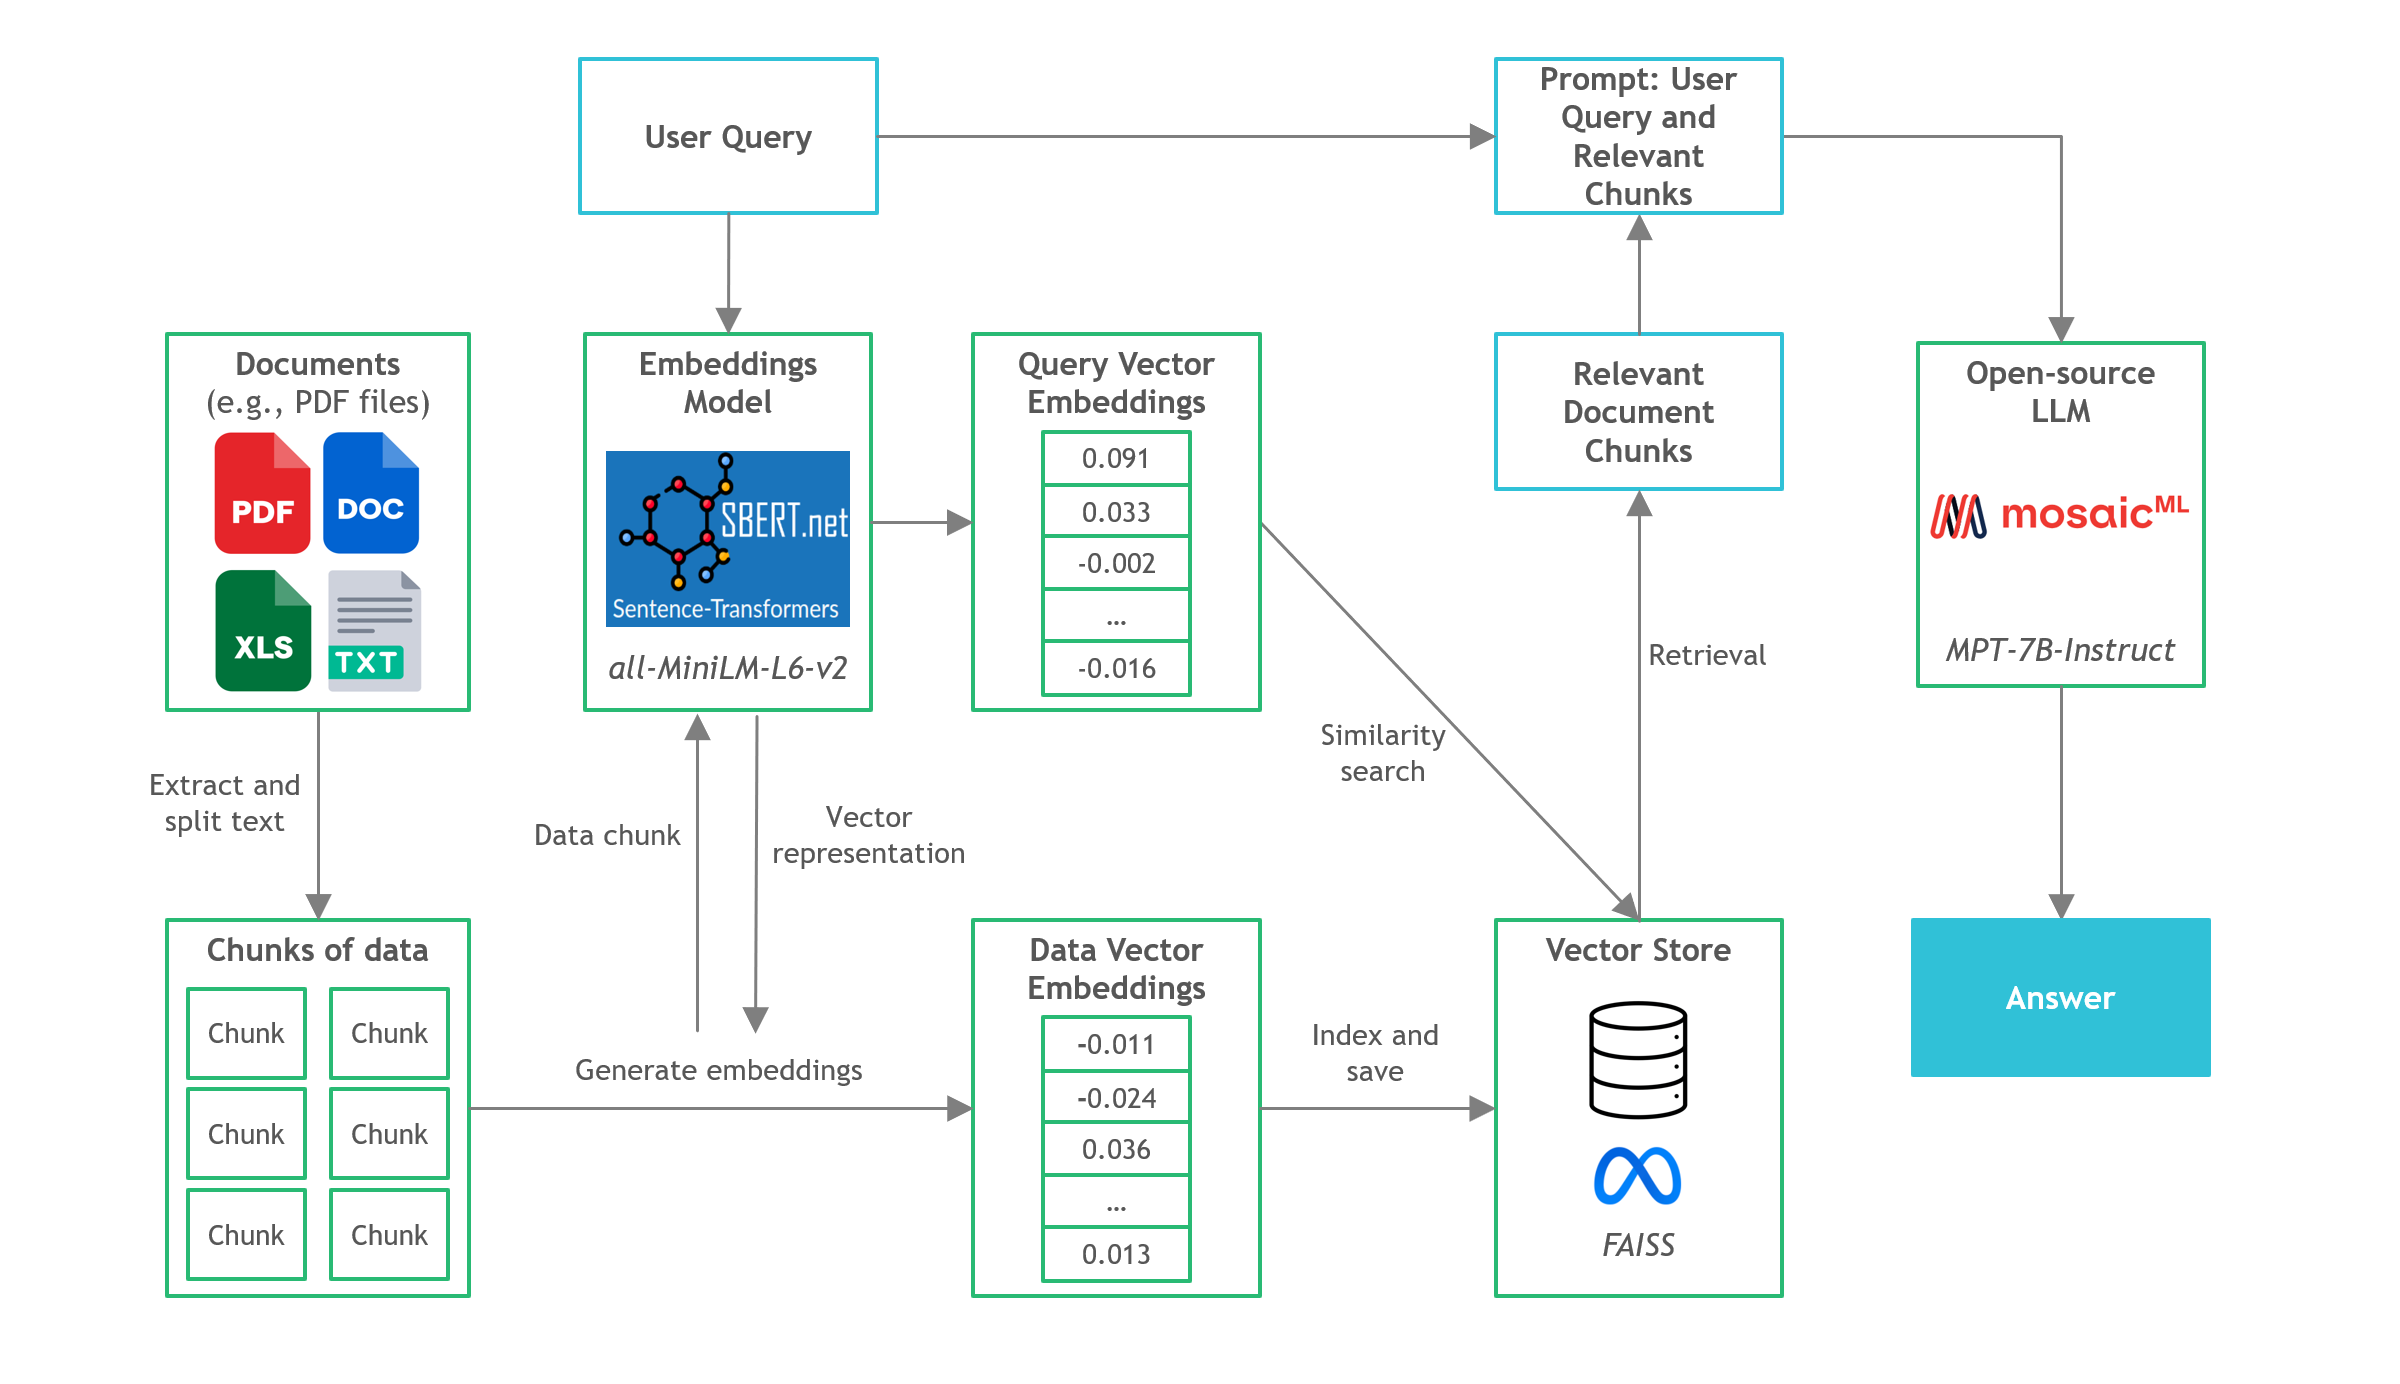 User Query
Prompt: User
Query and
Relevant
Chunks
Documents
(e.g., PDF files)
PDF
DOC
XLS
TXT
Embeddings
Model
SBERT.net
Sentence-Transformers
all-MiniLM-L6-v2
Query Vector
Embeddings
0.091
0.033
-0.002
...
-0.016
Relevant
Document
Chunks
Open-source
LLM
mosaicML
MPT-7B-Instruct
Extract and
split text
Data chunk
Vector
representation
Similarity
search
Retrieval
Chunks of data
Chunk
Chunk
Chunk
Chunk
Chunk
Chunk
Generate embeddings
Data Vector
Embeddings
-0.011
-0.024
0.036
...
0.013
Index and
save
Vector Store
FAISS
Answer